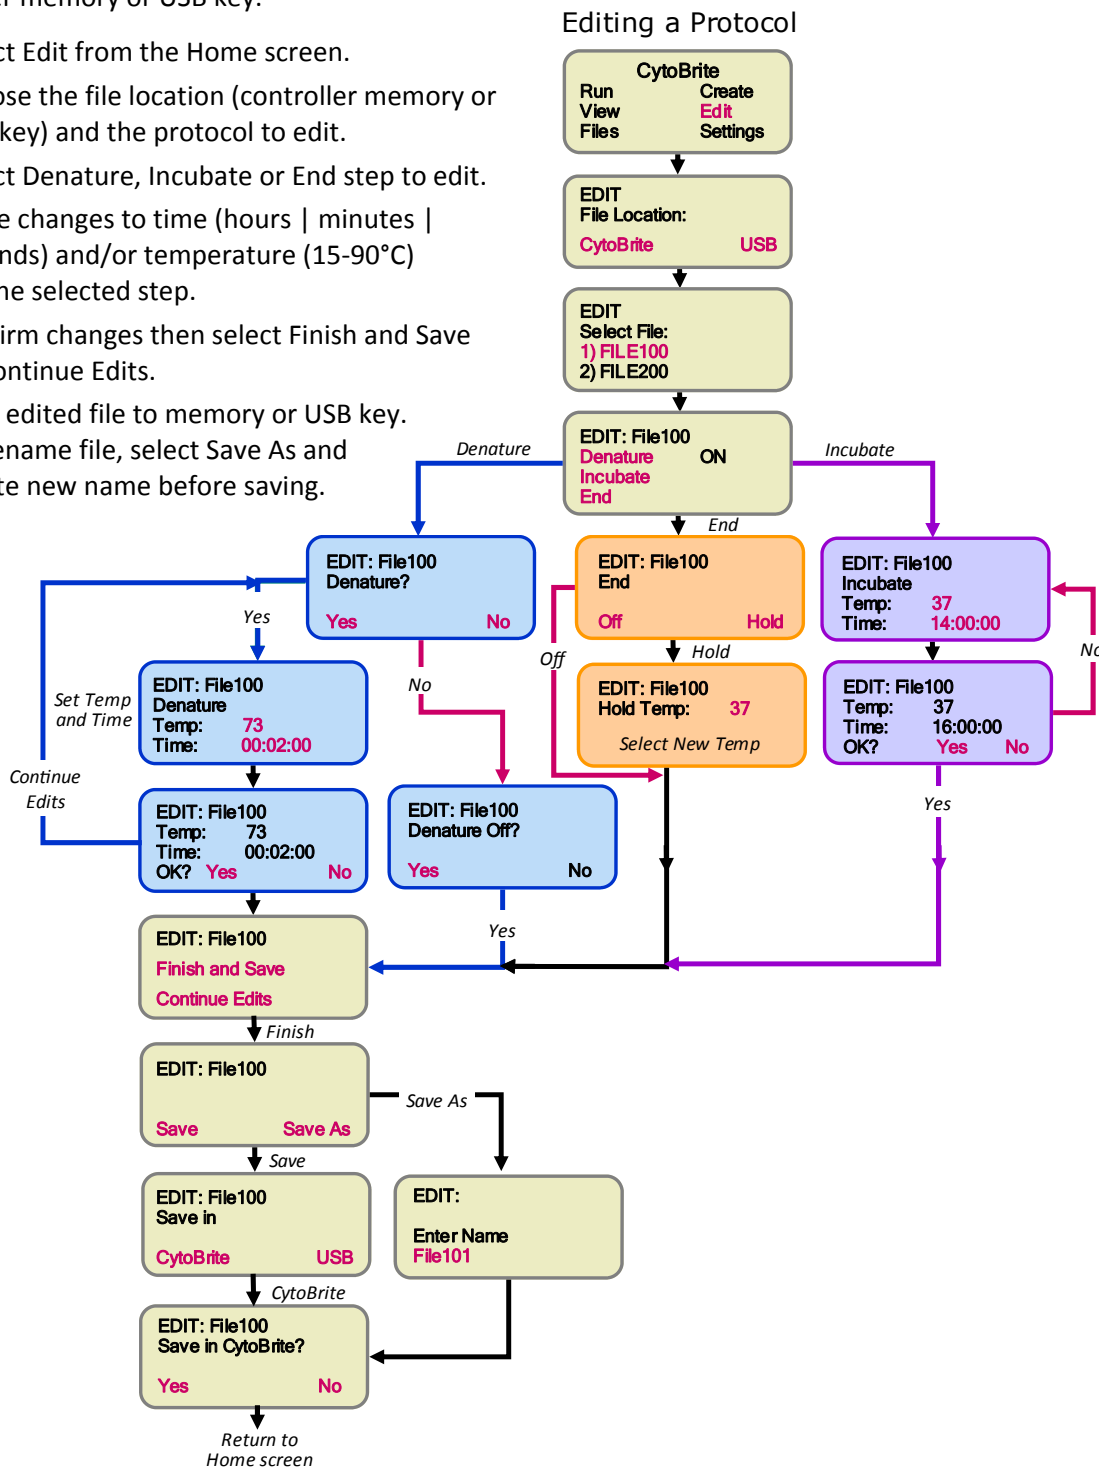 r memory or USB key.
ct Edit from the Home screen.
ose the file location (controller memory or
key) and the protocol to edit.
ct Denature, Incubate or End step to edit.
e changes to time (hours | minutes |
nds) and/or temperature (15-90°C)
he selected step.
irm changes then select Finish and Save
ontinue Edits.
edited file to memory or USB key.
ename file, select Save As and
te new name before saving.
Editing a Protocol
CytoBrite
Run Create
View Edit
Files Settings
EDIT
File Location:
CytoBrite USB
EDIT
Select File:
1) FILE100
2) FILE200
EDIT: File100
Denature ON
Incubate
End
Denature
Incubate
End
EDIT: File100
Denature?
Yes No
EDIT: File100
End
Off Hold
EDIT: File100
Incubate
Temp: 37
Time: 14:00:00
Yes
No
Off
Hold
No
Set Temp
and Time
EDIT: File100
Denature
Temp: 73
Time: 00:02:00
EDIT: File100
Hold Temp: 37
Select New Temp
EDIT: File100
Temp: 37
Time: 16:00:00
OK? Yes No
Continue
Edits
EDIT: File100
Temp: 73
Time: 00:02:00
OK? Yes No
EDIT: File100
Denature Off?
Yes No
Yes
Yes
EDIT: File100
Finish and Save
Continue Edits
Finish
EDIT: File100
Save Save As
Save As
Save
EDIT: File100
Save in
CytoBrite USB
EDIT:
Enter Name
File101
CytoBrite
EDIT: File100
Save in CytoBrite?
Yes No
Return to
Home screen